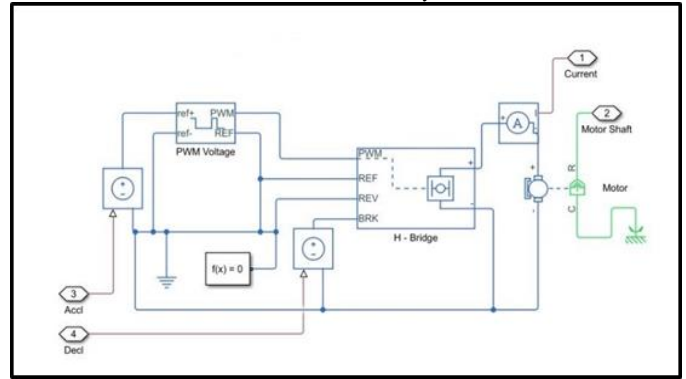 1
Current
2
Motor Shaft
A
ref+ PWM
ref- REF
PWM Voltage
PWM
REF
REV
BRK
+
-
H - Bridge
+
-
R
C
Motor
f(x) = 0
3
Accl
4
Decl